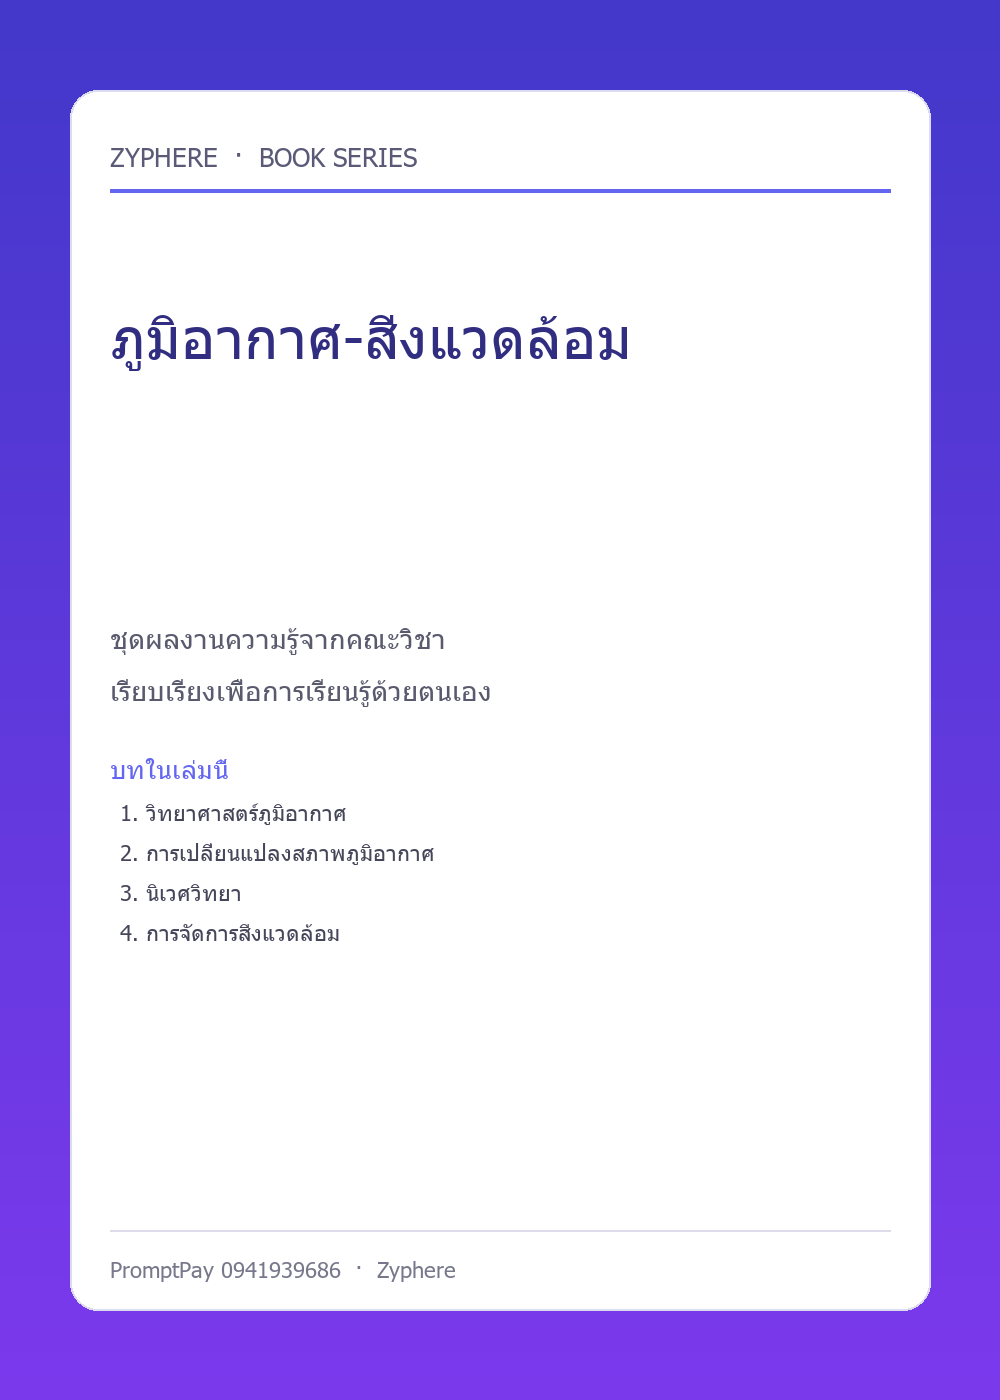 ZYPHERE · BOOK SERIES
ภูมิอากาศ-สิ่งแวดล้อม
ชุดผลงานความรู้จากคณะวิชา
เรียบเรียงเพื่อการเรียนรู้ด้วยตนเอง
บทในเล่มนี้
1. วิทยาศาสตร์ภูมิอากาศ
2. การเปลี่ยนแปลงสภาพภูมิอากาศ
3. นิเวศวิทยา
4. การจัดการสิ่งแวดล้อม
PromptPay 0941939686 · Zyphere